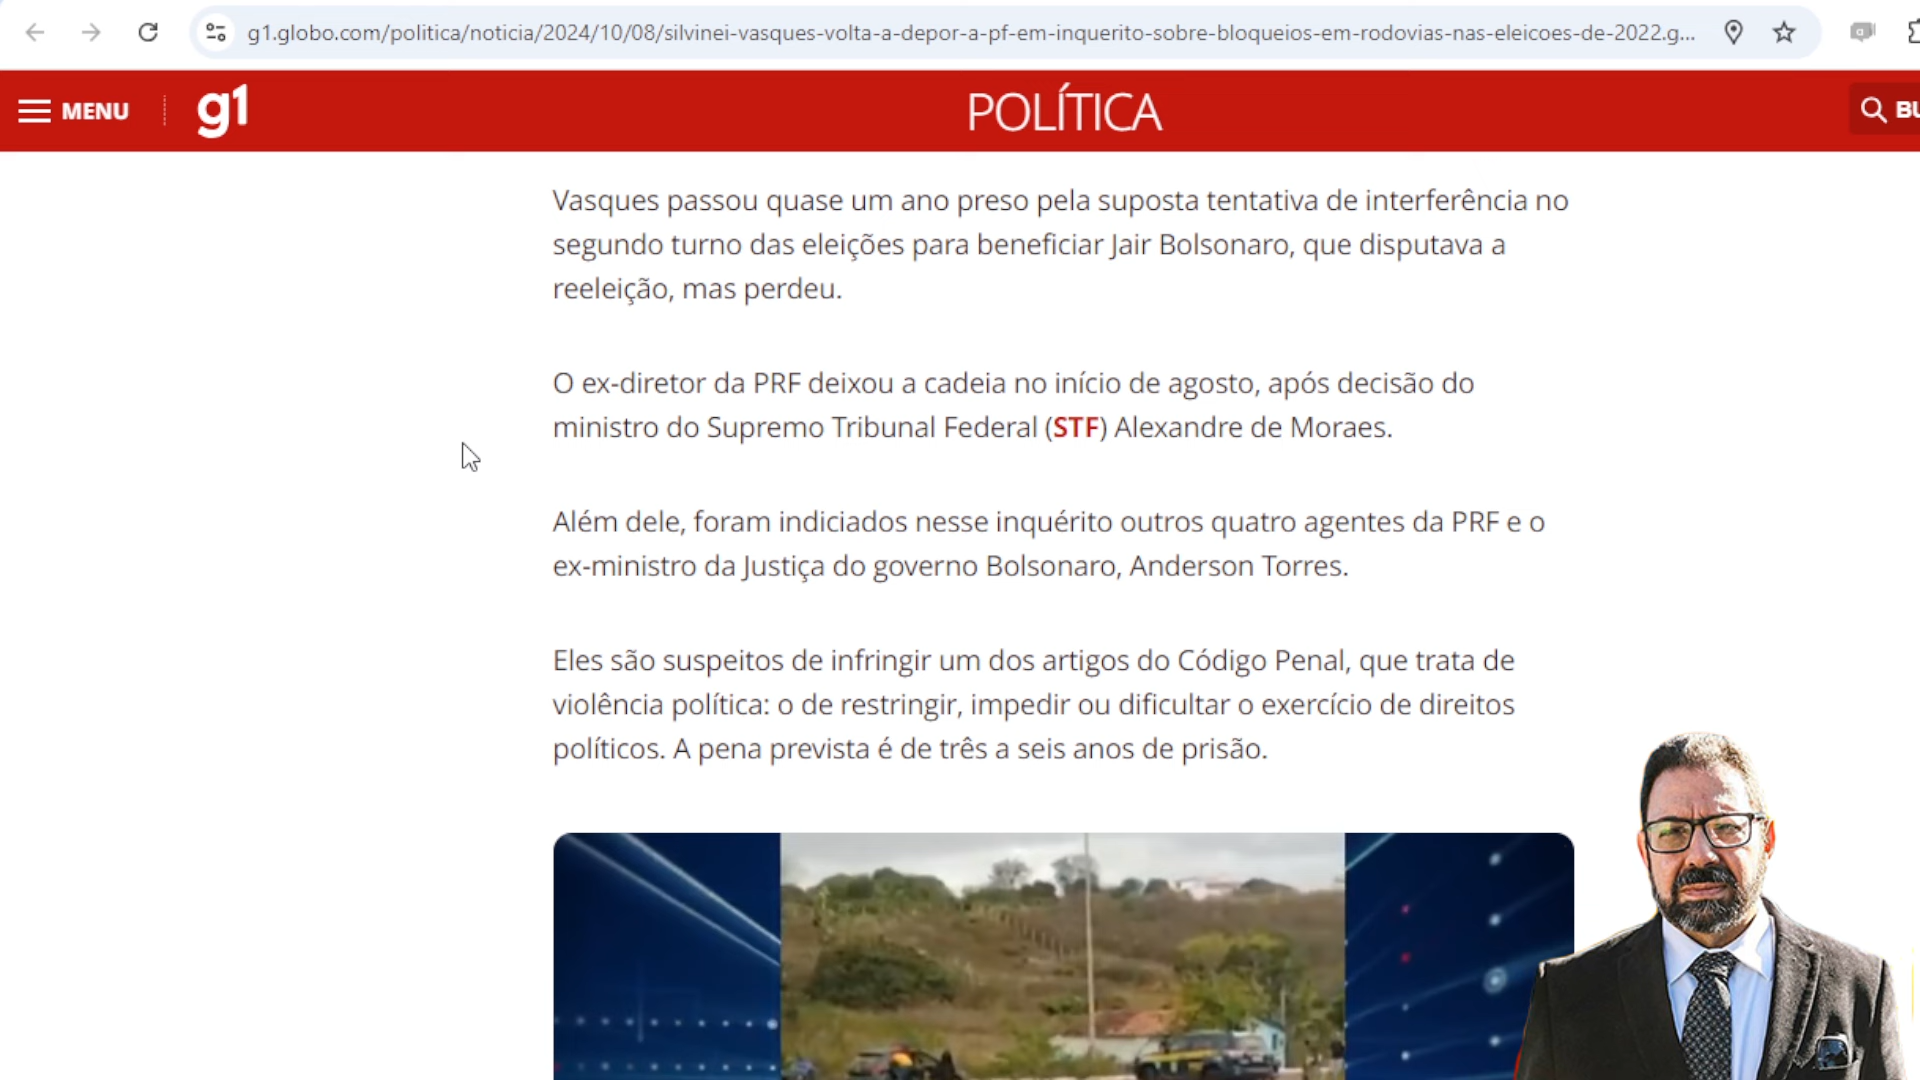 g1.globo.com/politica/noticia/2024/10/08/silvinei-vasques-volta-a-depor-a-pf-em-inquerito-sobre-bloqueios-em-rodovias-nas-eleicoes-de-2022.g...
MENU
g1
POLÍTICA
BU
Vasques passou quase um ano preso pela suposta tentativa de interferência no
segundo turno das eleições para beneficiar Jair Bolsonaro, que disputava a
reeleição, mas perdeu.
O ex-diretor da PRF deixou a cadeia no início de agosto, após decisão do
ministro do Supremo Tribunal Federal (STF) Alexandre de Moraes.
Além dele, foram indiciados nesse inquérito outros quatro agentes da PRF e o
ex-ministro da Justiça do governo Bolsonaro, Anderson Torres.
Eles são suspeitos de infringir um dos artigos do Código Penal, que trata de
violência política: o de restringir, impedir ou dificultar o exercício de direitos
políticos. A pena prevista é de três a seis anos de prisão.